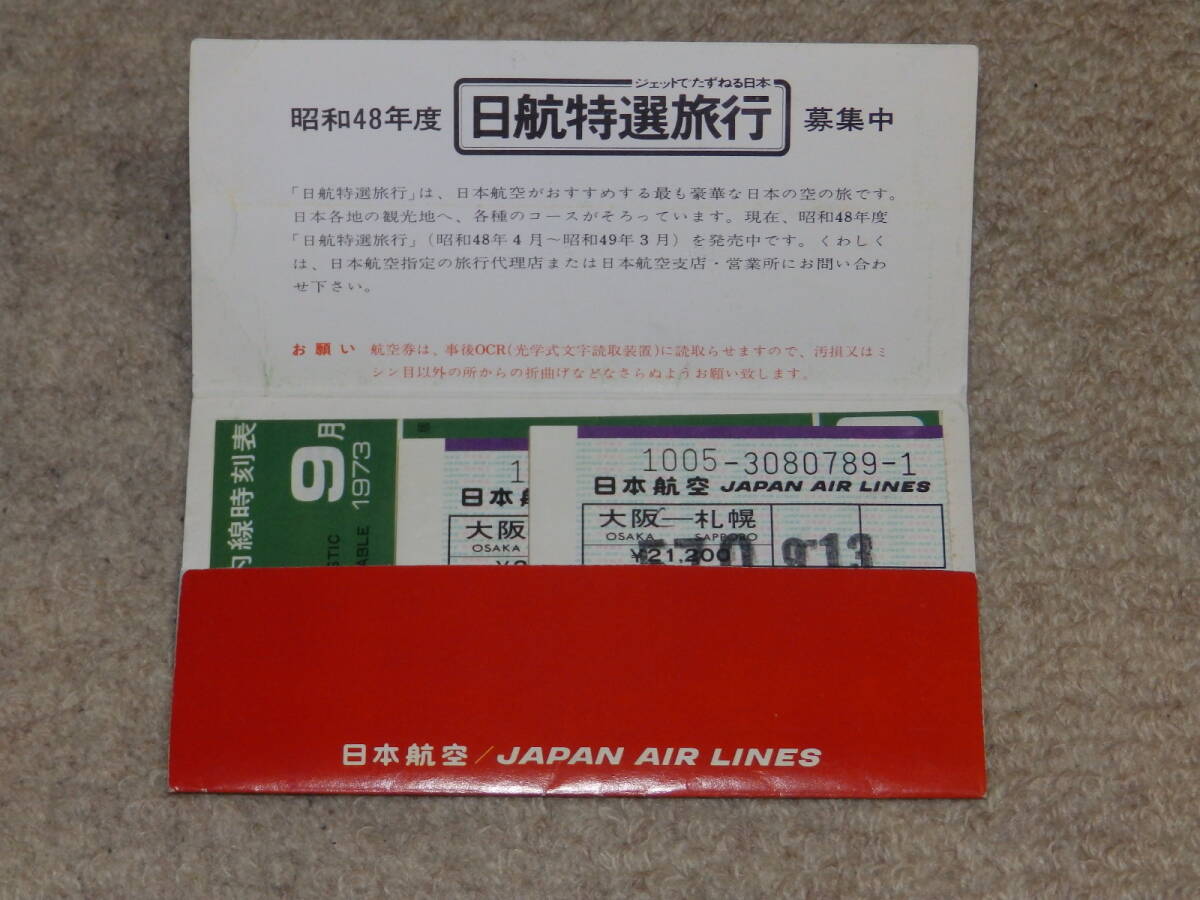 ジェットでたずねる日本
昭和48年度 日航特選旅行 募集中
「日航特選旅行」は、日本航空がおすすめする最も豪華な日本の空の旅です。
日本各地の観光地へ、各種のコースがそろっています。現在、昭和48年度
「日航特選旅行」（昭和48年4月～昭和49年3月）を発売中です。くわしく
は、日本航空指定の旅行代理店または日本航空支店・営業所にお問い合わ
せ下さい。
お願い 航空券は、事後OCR(光学式文字読取装置)に読取らせますので、汚損又はミ
シン目以外の所からの折曲げなどなさらぬようお願い致します。
内線時刻表
9月
1973
STIC
ABLE
1
日本航
大阪
OSAKA
1005-3080789-1
日本航空 JAPAN AIR LINES
大阪―札幌
OSAKA SAPPORO
¥21,200
9.13
日本航空/JAPAN AIR LINES